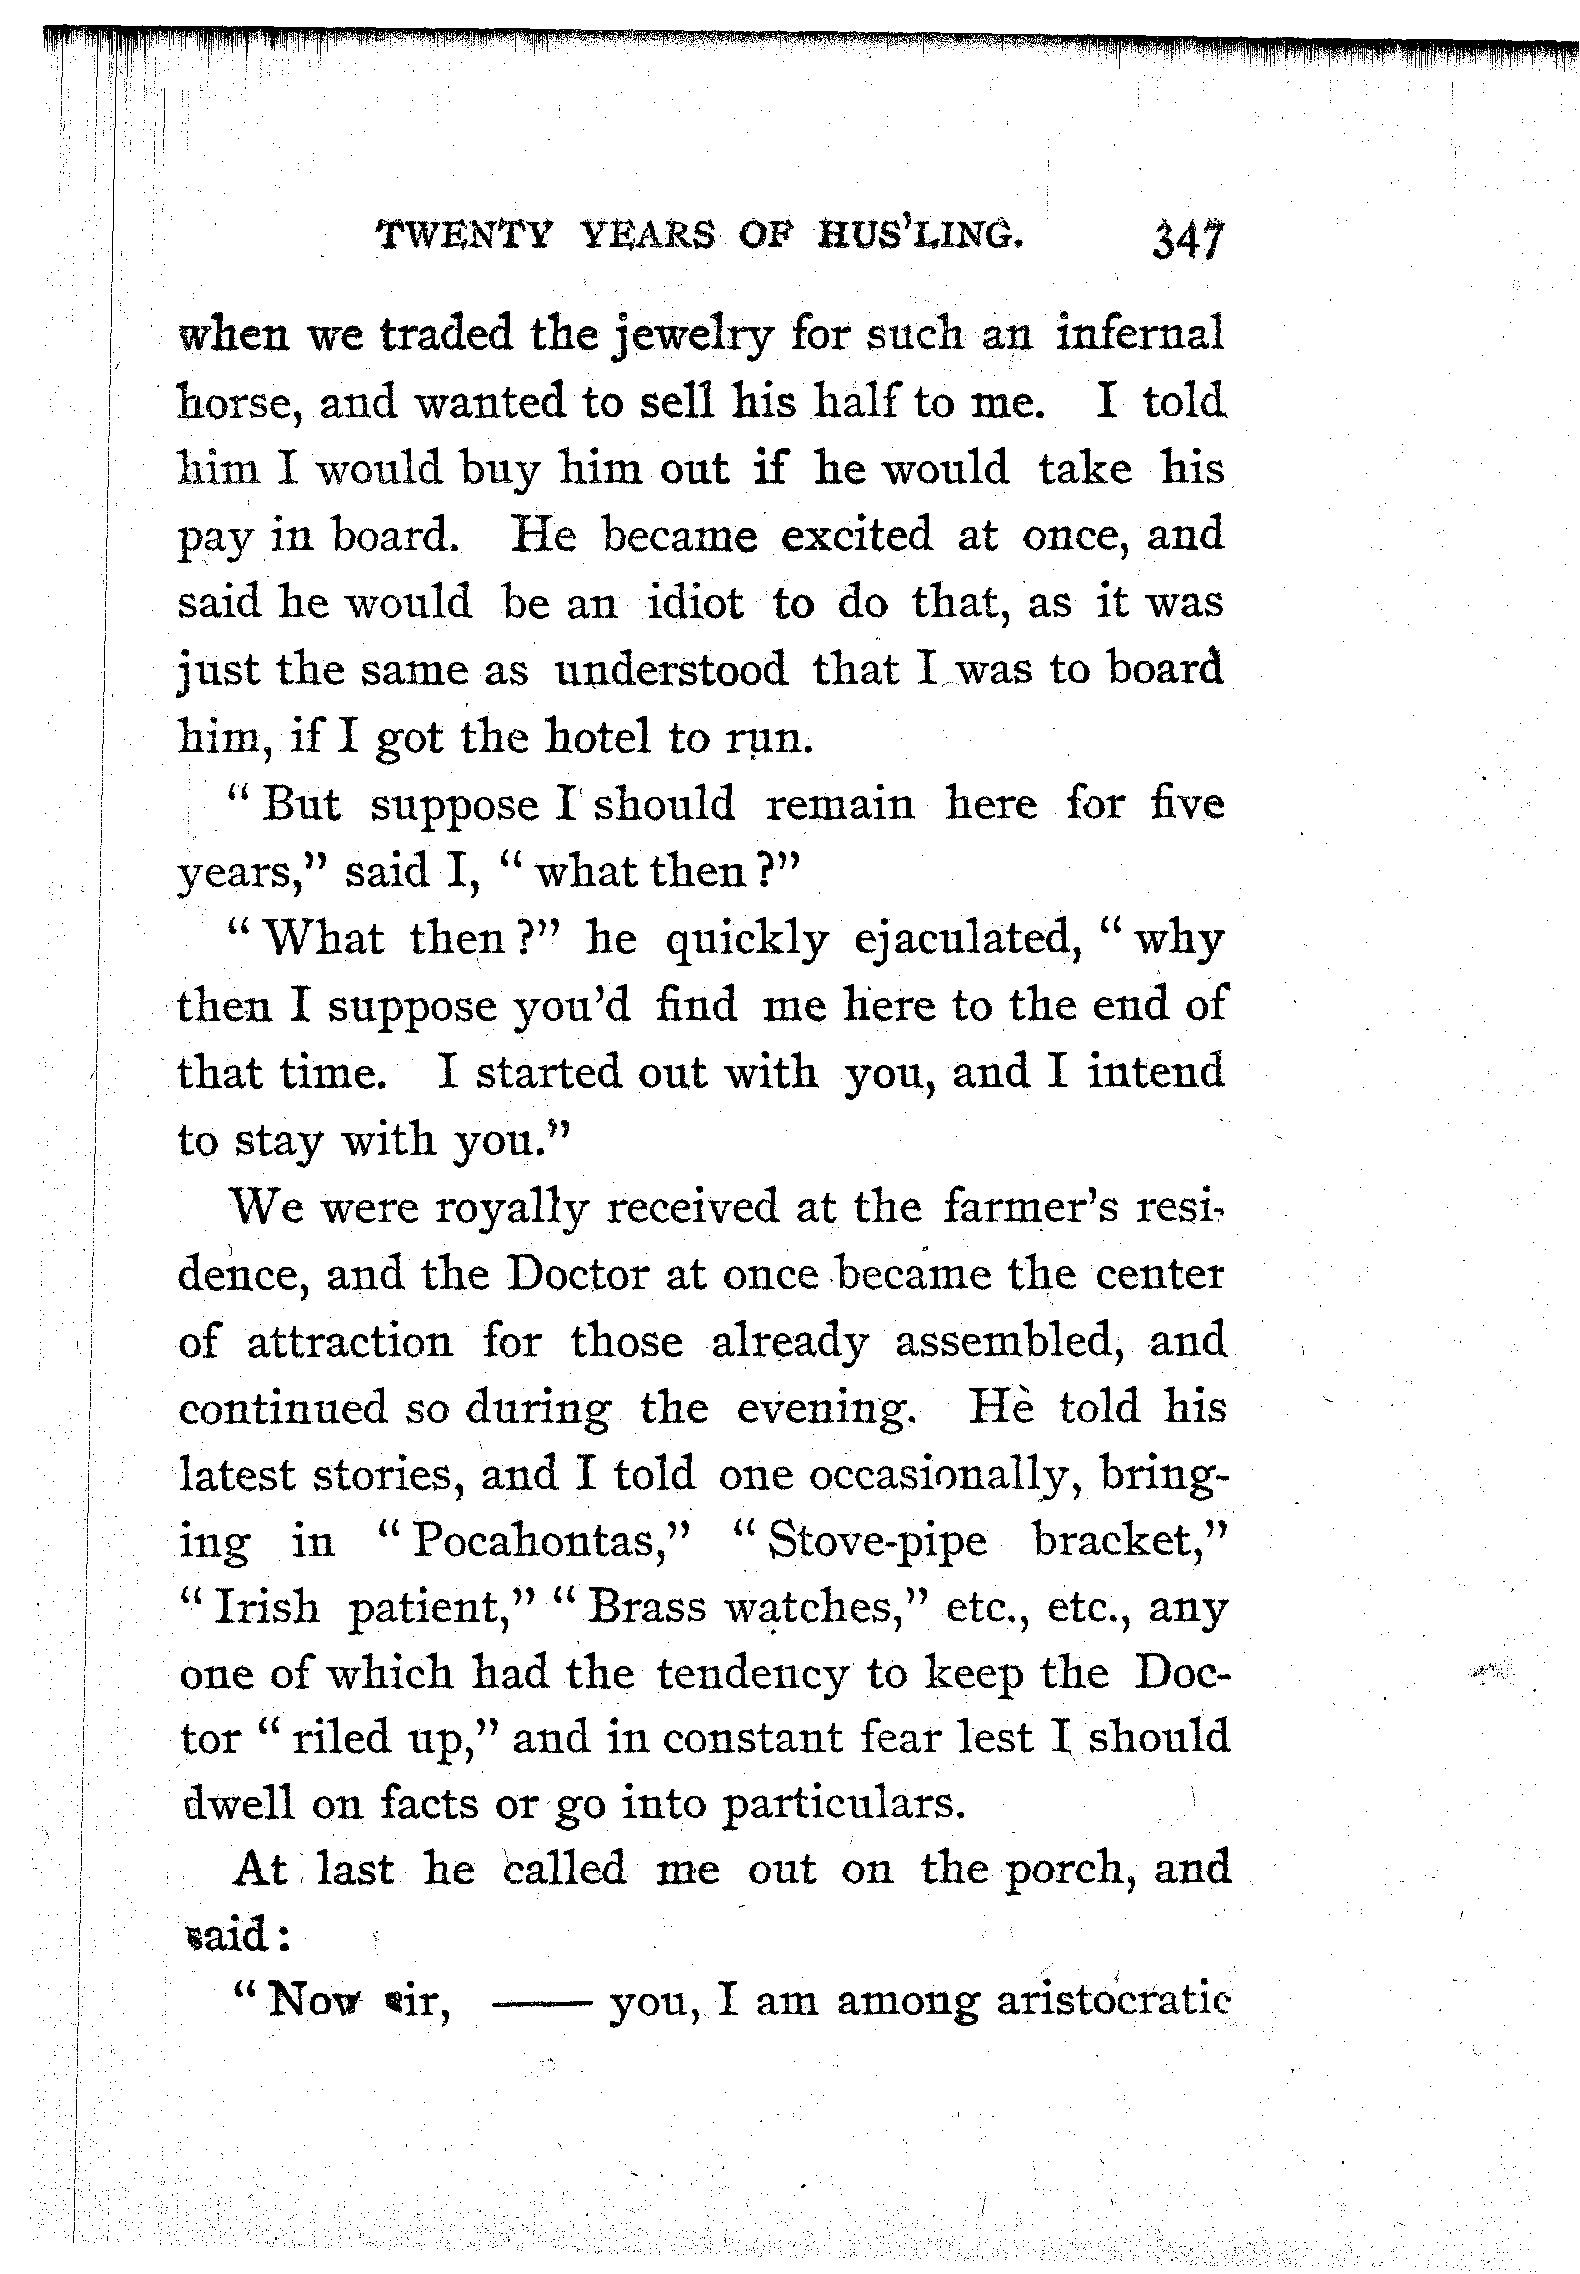 TWENTY YEARS OF HUS'LING. 347
when we traded the jewelry for such an infernal
horse, and wanted to sell his half to me. I told
him I would buy him out if he would take his
pay in board. He became excited at once, and
said he would be an idiot to do that, as it was
just the same as understood that I was to board
him, if I got the hotel to run.
“ But suppose I should remain here for five
years,” said I, “ what then ?”
“ What then ?” he quickly ejaculated, “ why
then I suppose you’d find me here to the end of
that time. I started out with you, and I intend
to stay with you.”
We were royally received at the farmer’s resi-
dence, and the Doctor at once became the center
of attraction for those already assembled, and
continued so during the evening. He told his
latest stories, and I told one occasionally, bring-
ing in “ Pocahontas,” “ Stove-pipe bracket,”
“ Irish patient,” “ Brass watches,” etc., etc., any
one of which had the tendency to keep the Doc-
tor “ riled up,” and in constant fear lest I should
dwell on facts or go into particulars.
At last he called me out on the porch, and
said :
“ Now sir, —— you, I am among aristocratic